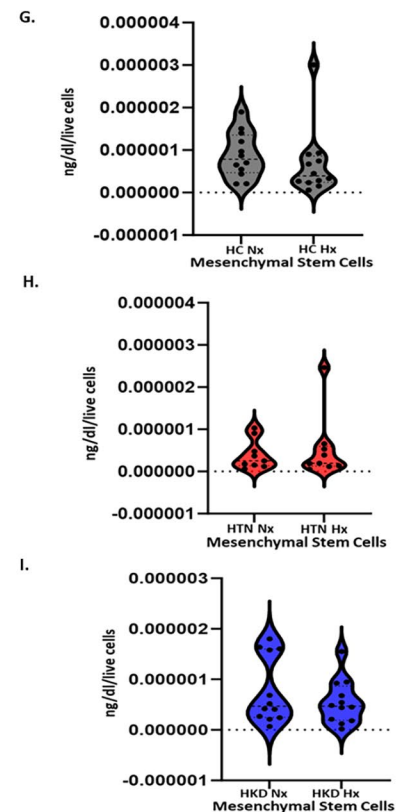 G.
0.000004
0.000003
0.000002
0.000001
0.000000
-0.000001
ng/dl/live cells
HC Nx HC Hx
Mesenchymal Stem Cells
H.
0.000004
0.000003
0.000002
0.000001
0.000000
-0.000001
ng/dl/live cells
HTN Nx HTN Hx
Mesenchymal Stem Cells
I.
0.000003
0.000002
0.000001
0.000000
-0.000001
ng/dl/live cells
HKD Nx HKD Hx
Mesenchymal Stem Cells